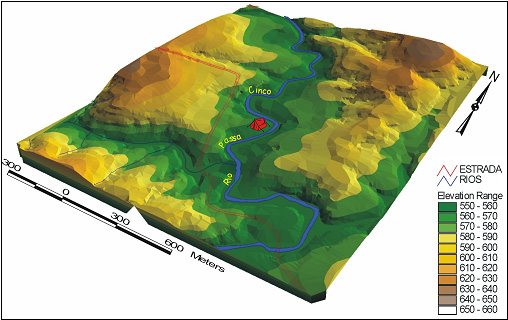 Cinco
Passa
Rio
N
ESTRADA
RIOS
Elevation Range
550 - 560
560 - 570
570 - 580
580 - 590
590 - 600
600 - 610
610 - 620
620 - 630
630 - 640
640 - 650
650 - 660
300 0 300 600 Meters